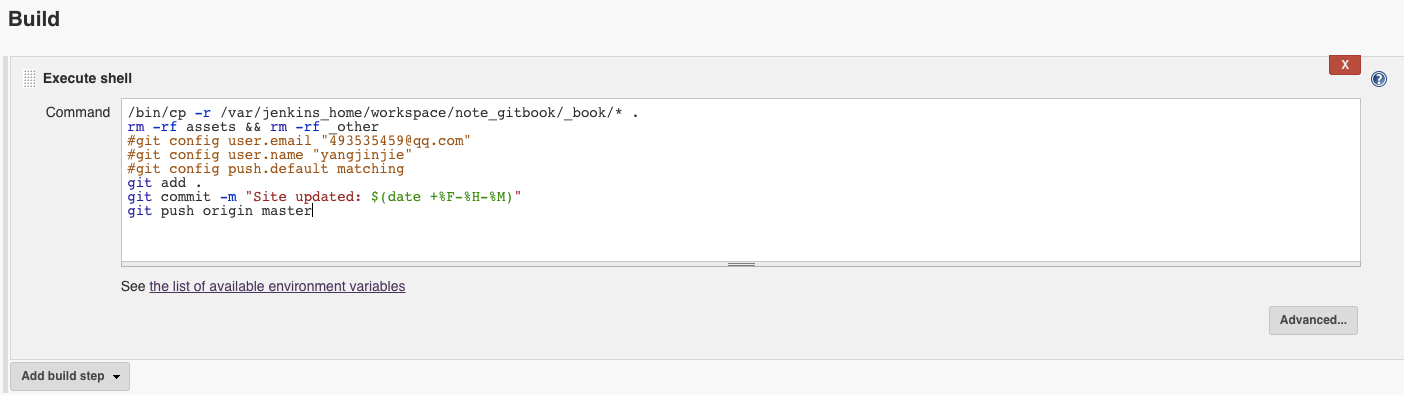 Build
X
Execute shell
?
Command
/bin/cp -r /var/jenkins_home/workspace/note_gitbook/_book/* .
rm -rf assets && rm -rf _other
#git config user.email "493535459@qq.com"
#git config user.name "yangjinjie"
#git config push.default matching
git add .
git commit -m "Site updated: $(date +%F-%H-%M)"
git push origin master
See the list of available environment variables
Advanced...
Add build step